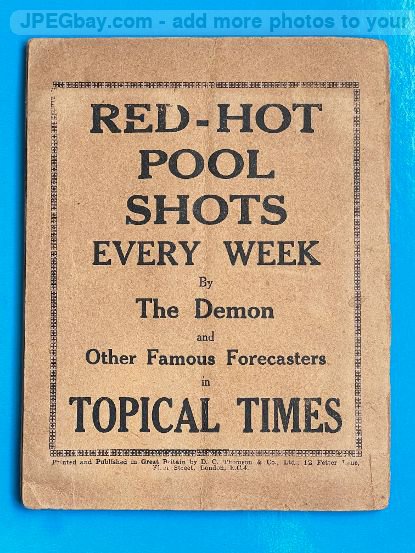 JPEGbay.com - add more photos to your
RED-HOT
POOL
SHOTS
EVERY WEEK
By
The Demon
and
Other Famous Forecasters
in
TOPICAL TIMES
Printed and Published in Great Britain by D. C. Thomson & Co., Ltd., 12 Fetter Lane,
Fleet Street, London, E.C.4.